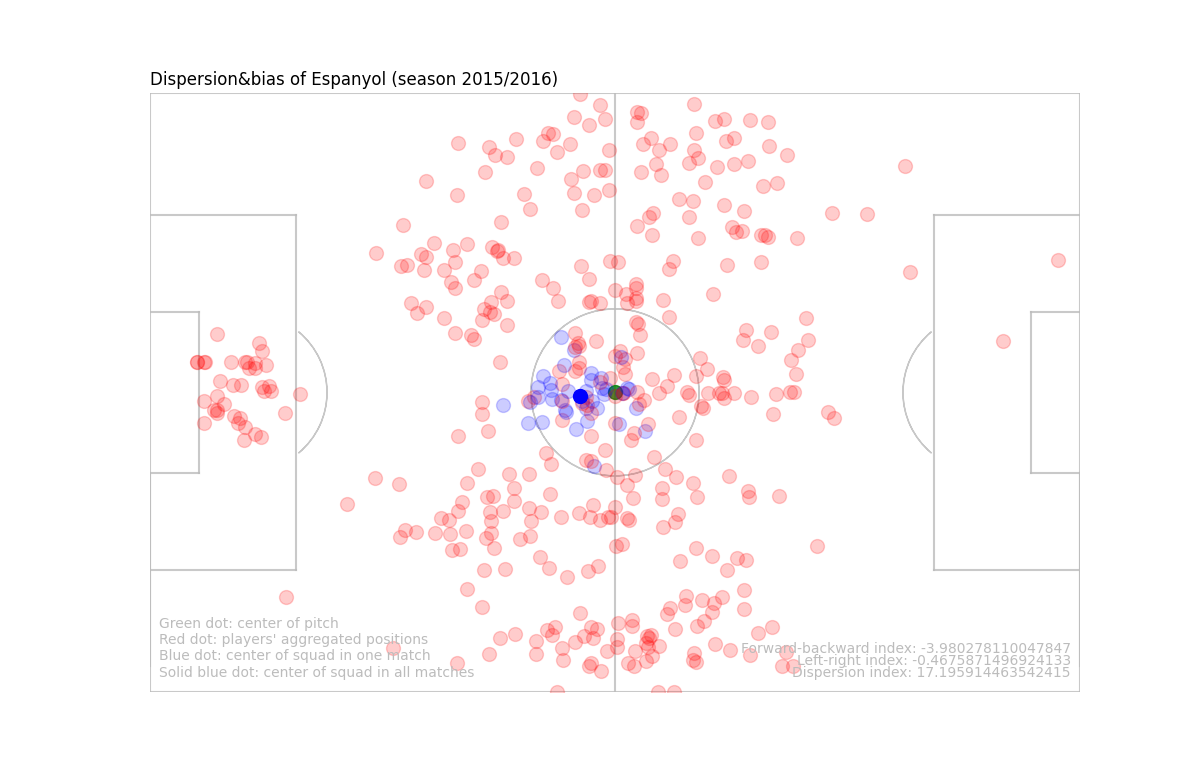 Dispersion&bias of Espanyol (season 2015/2016)
Green dot: center of pitch
Red dot: players' aggregated positions
Blue dot: center of squad in one match
Solid blue dot: center of squad in all matches
Forward-backward index: -3.980278110047847
Left-right index: -0.4675871496924133
Dispersion index: 17.195914463542415